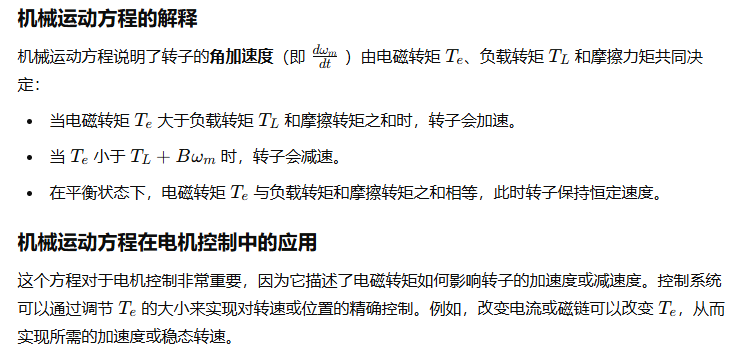 机械运动方程的解释
机械运动方程说明了转子的角加速度（即 dωₘ/dt ）由电磁转矩 Tₑ、负载转矩 T_L 和摩擦力矩共同决
定：
• 当电磁转矩 Tₑ 大于负载转矩 T_L 和摩擦转矩之和时，转子会加速。
• 当 Tₑ 小于 T_L + Bωₘ 时，转子会减速。
• 在平衡状态下，电磁转矩 Tₑ 与负载转矩和摩擦转矩之和相等，此时转子保持恒定速度。
机械运动方程在电机控制中的应用
这个方程对于电机控制非常重要，因为它描述了电磁转矩如何影响转子的加速度或减速度。控制系统
可以通过调节 Tₑ 的大小来实现对转速或位置的精确控制。例如，改变电流或磁链可以改变 Tₑ，从而
实现所需的加速度或稳态转速。